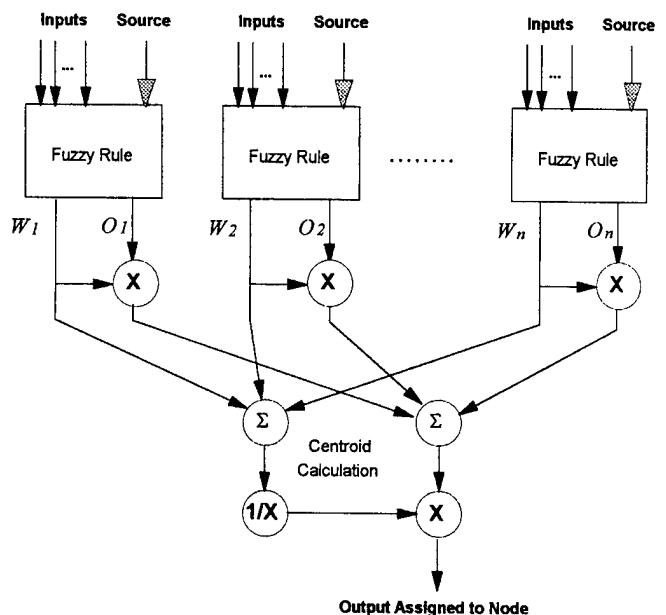 Inputs Source Inputs Source Inputs Source
... ... ...
Fuzzy Rule Fuzzy Rule ........ Fuzzy Rule
W1 O1 W2 O2 Wn On
X X X
Σ Σ
Centroid
Calculation
1/X X
Output Assigned to Node